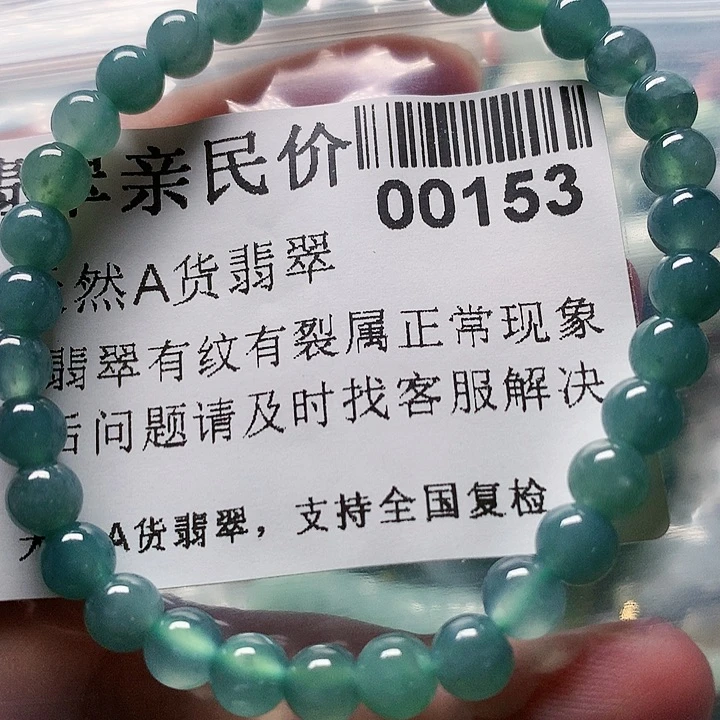 翠亲民价
00153
然A货翡翠
翡翠有纹有裂属正常现象
后问题请及时找客服解决
A货翡翠，支持全国复检